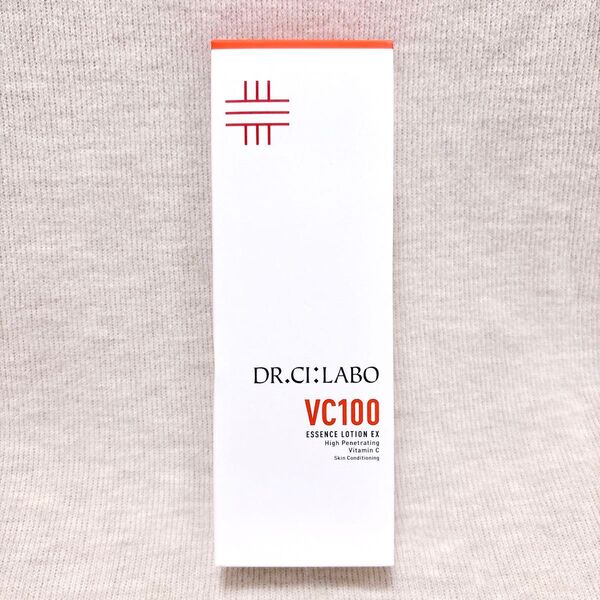 DR.CI:LABO
VC100
ESSENCE LOTION EX
High Penetrating
Vitamin C
Skin Conditioning